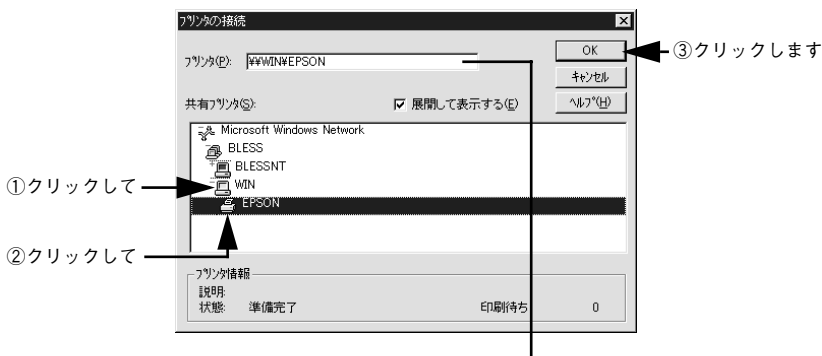 プリンタの接続
プリンタ(P): ¥¥WIN¥EPSON
OK
③クリックします
キャンセル
共有プリンタ(S):
展開して表示する(E)
ヘルプ(H)
Microsoft Windows Network
BLESS
BLESSNT
①クリックして
WIN
EPSON
②クリックして
プリンタ情報
説明:
状態: 準備完了 印刷待ち 0